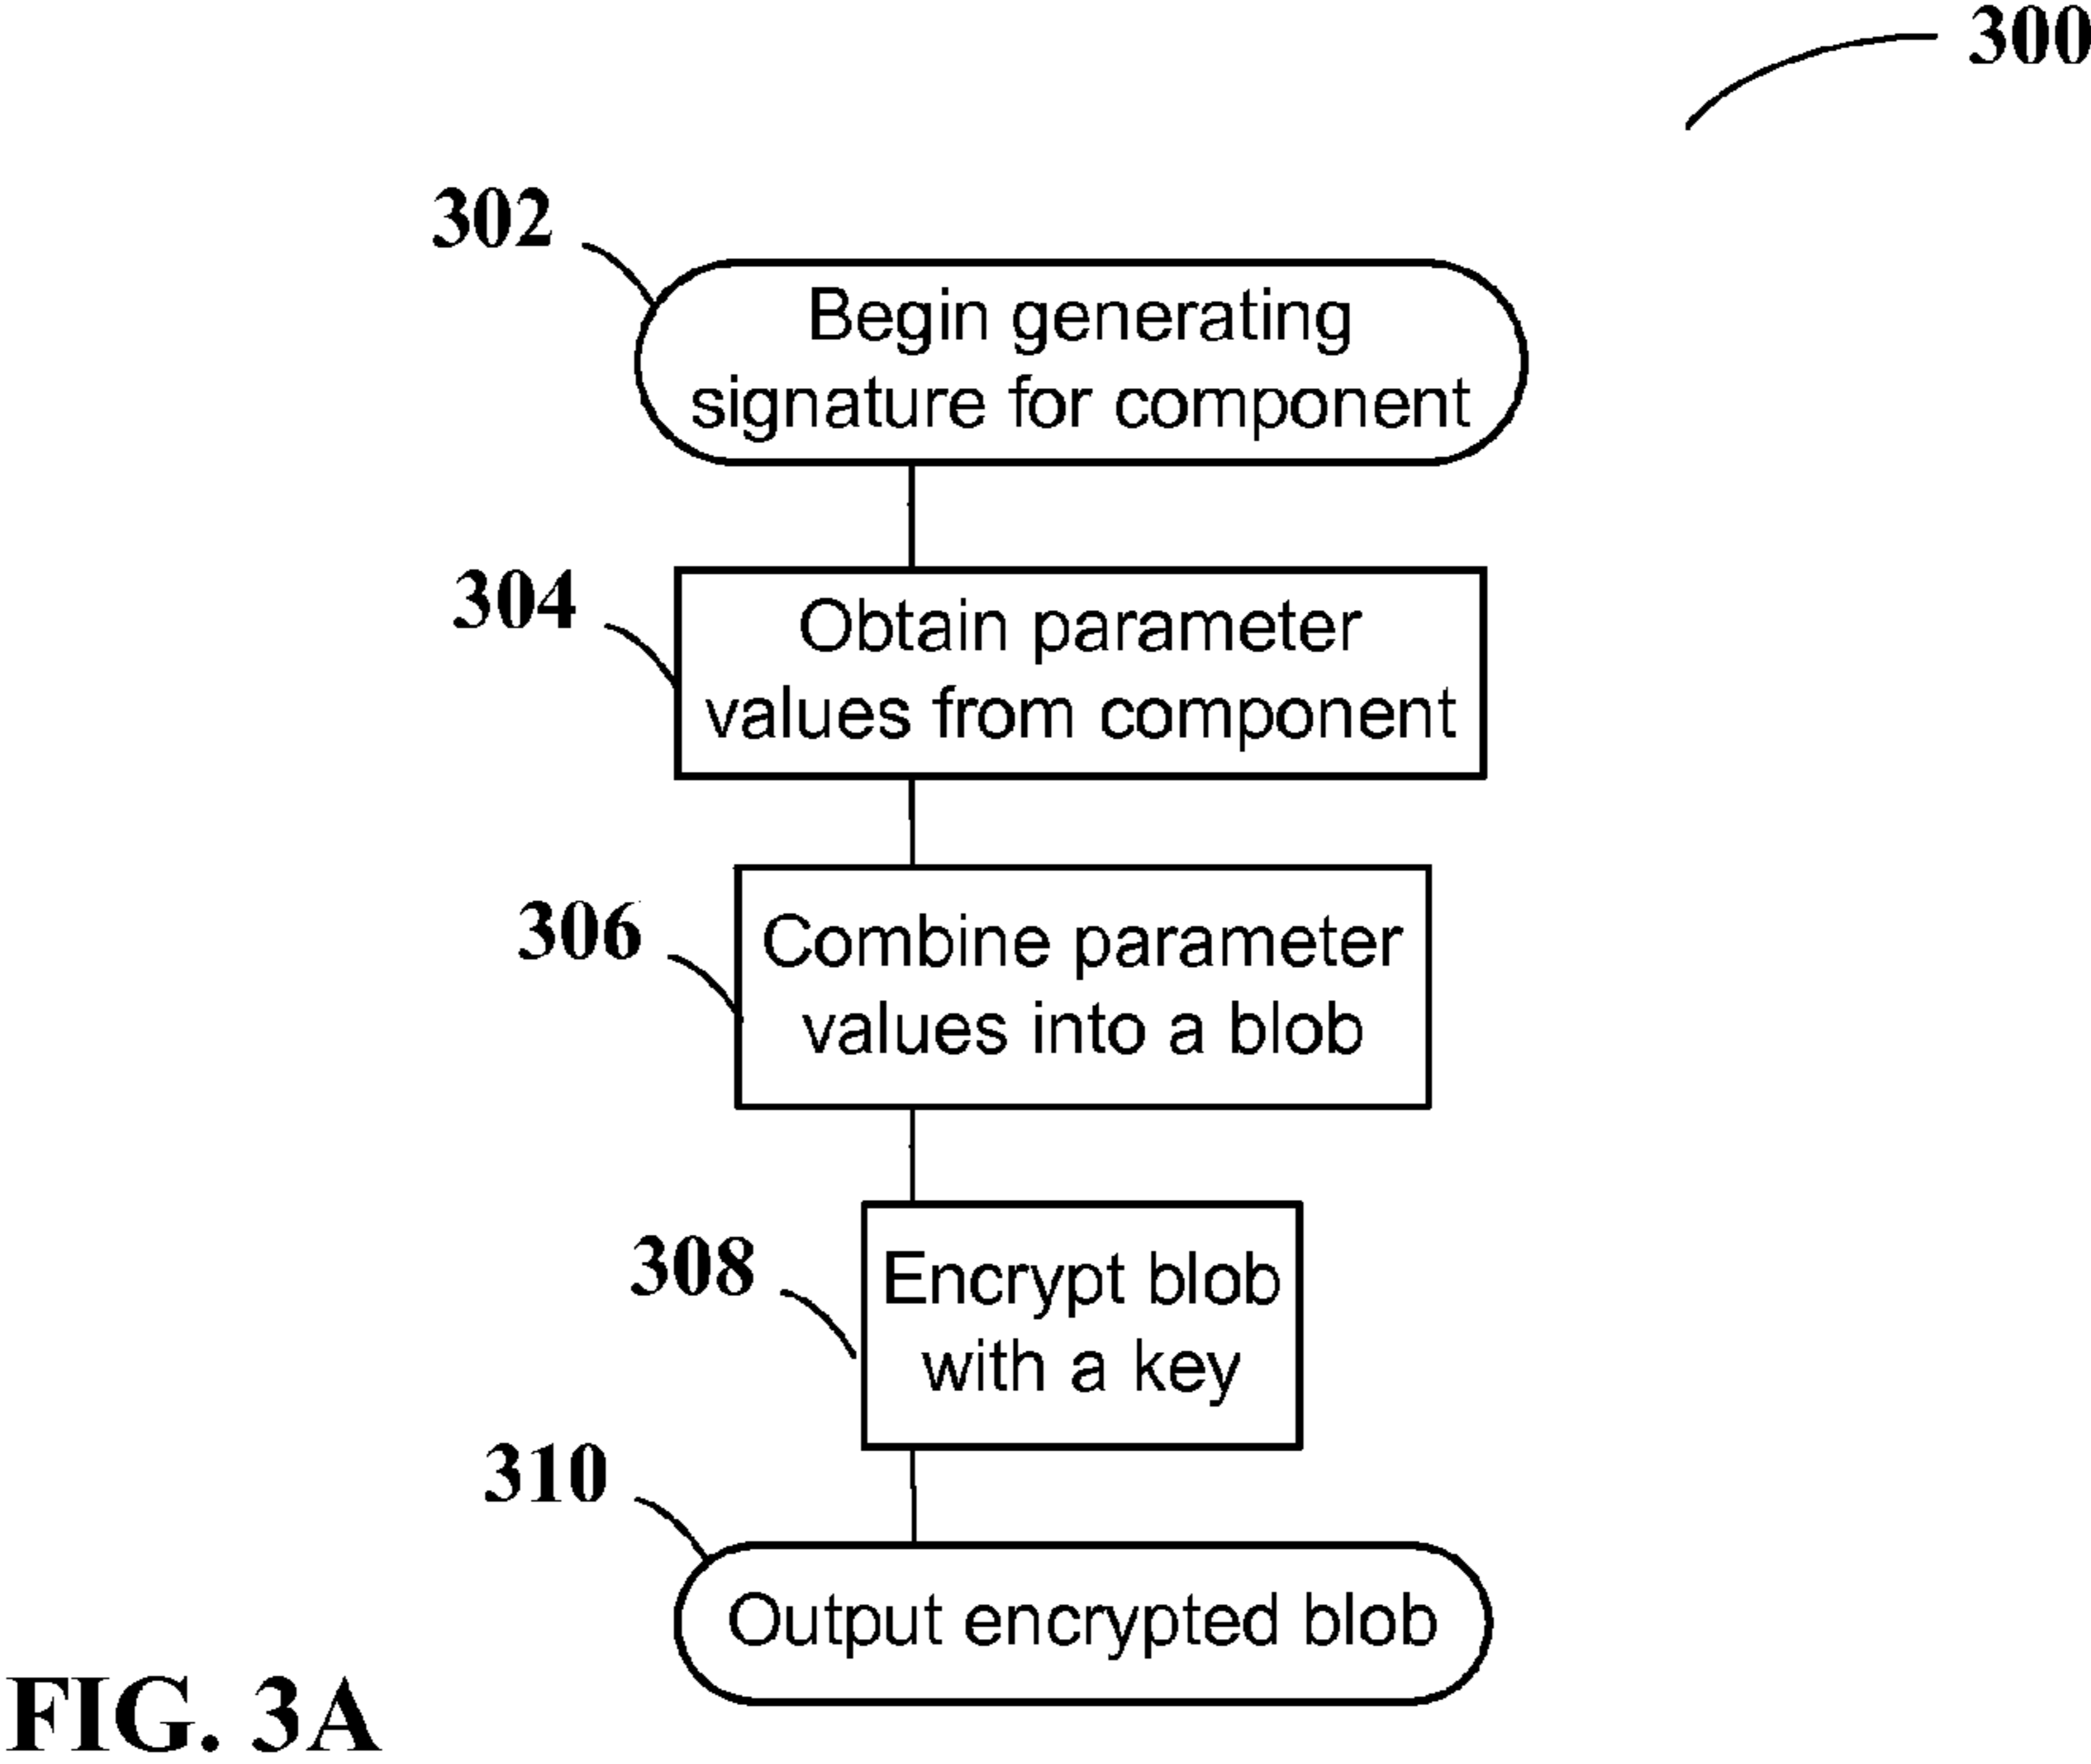 300
302
Begin generating
signature for component
304
Obtain parameter
values from component
306
Combine parameter
values into a blob
308
Encrypt blob
with a key
310
Output encrypted blob
FIG. 3A